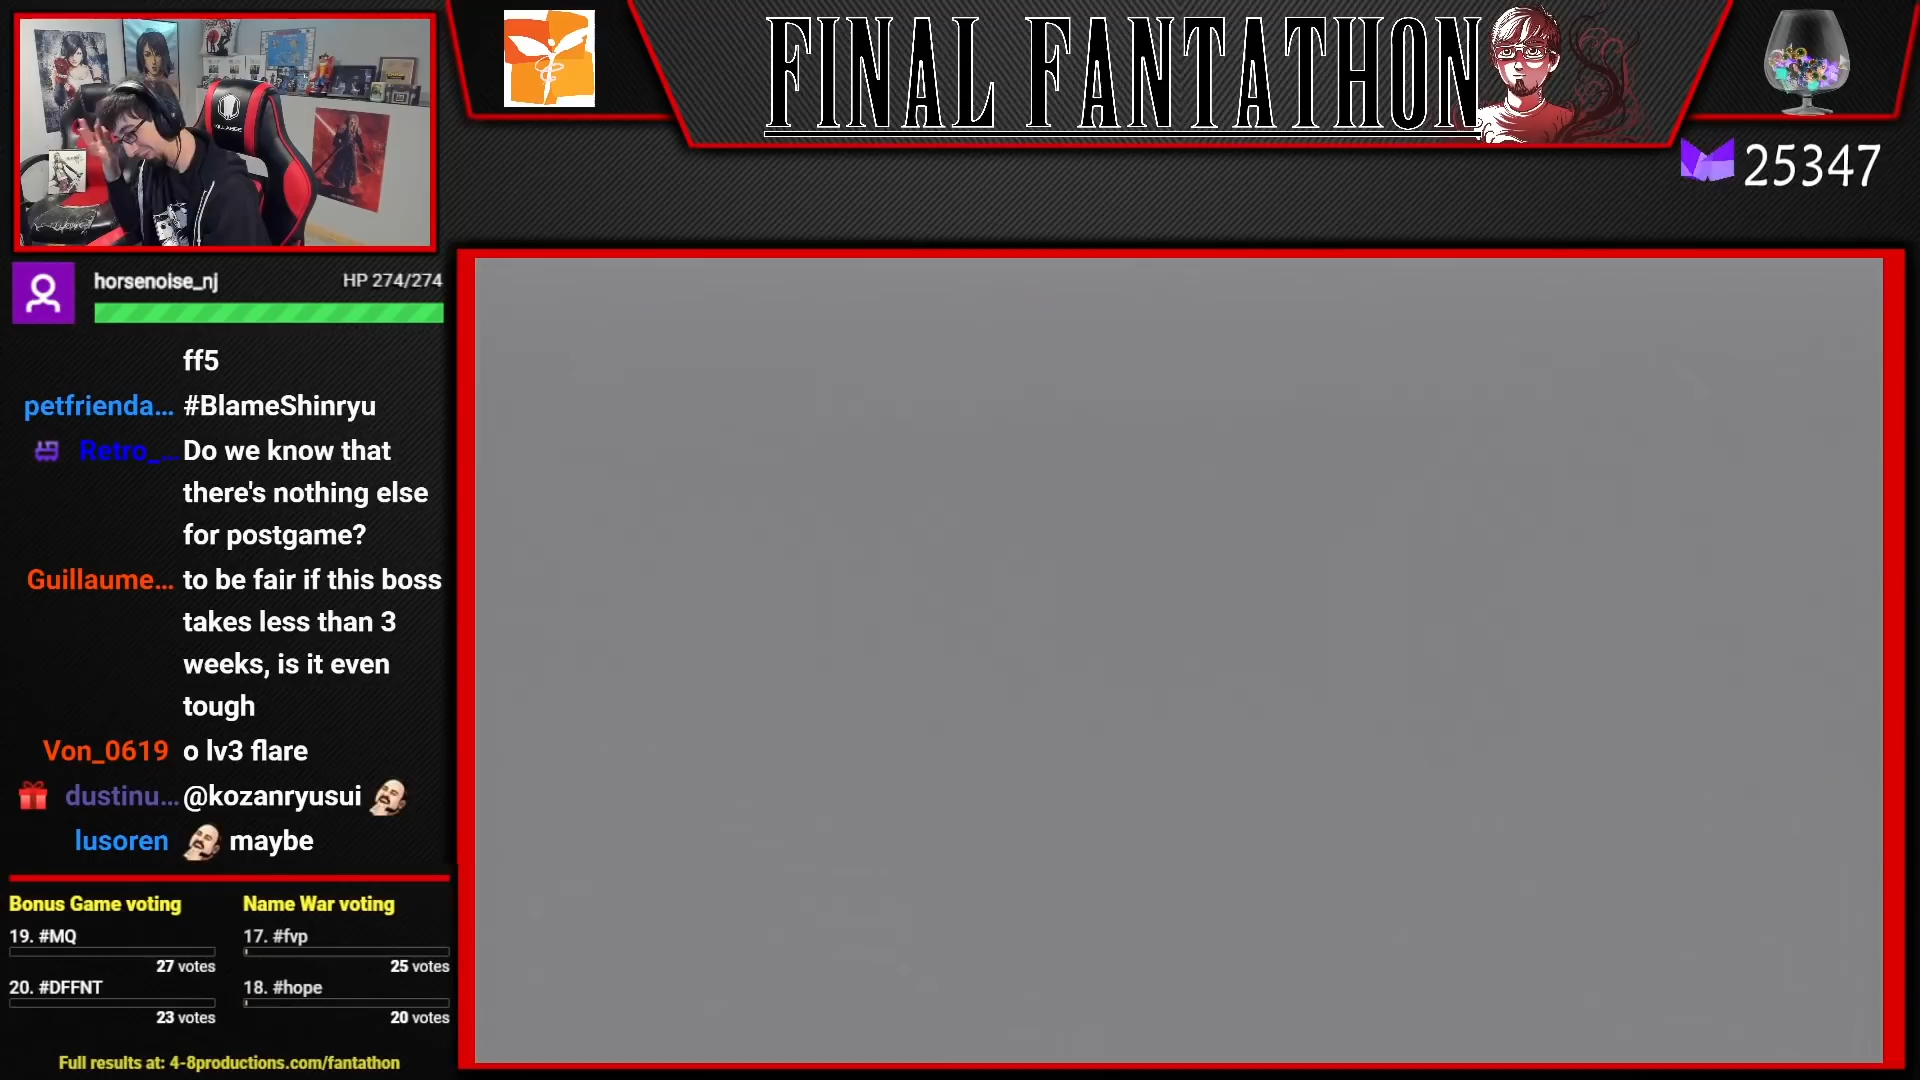 FINAL FANTATHON
25347
horsenoise_nj HP 274/274
ff5
petfrienda… #BlameShinryu
Retro_… Do we know that
there's nothing else
for postgame?
Guillaume… to be fair if this boss
takes less than 3
weeks, is it even
tough
Von_0619 o lv3 flare
dustinu… @kozanryusui
lusoren maybe
Bonus Game voting
19. #MQ
27 votes
20. #DFFNT
23 votes
Name War voting
17. #fvp
25 votes
18. #hope
20 votes
Full results at: 4-8productions.com/fantathon